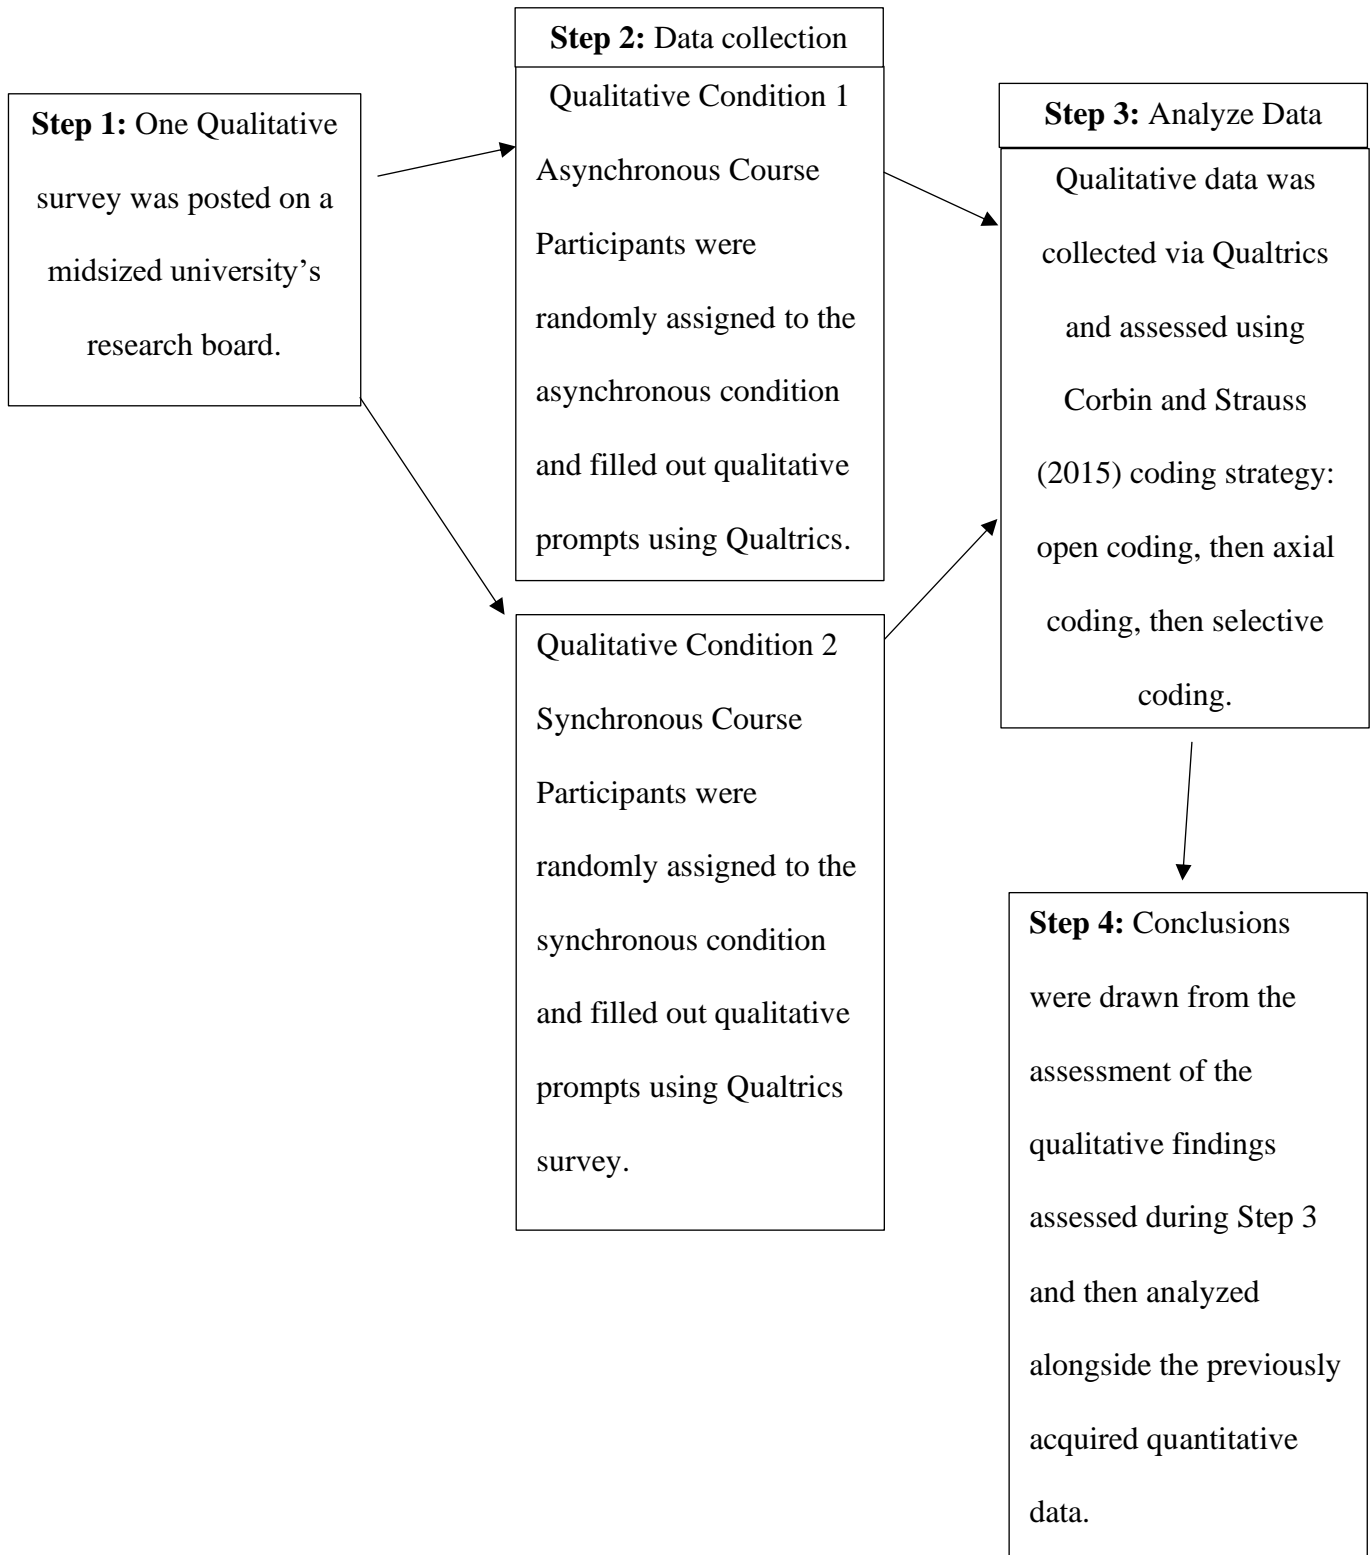 Step 1: One Qualitative
survey was posted on a
midsized university’s
research board.
Step 2: Data collection
Qualitative Condition 1
Asynchronous Course
Participants were
randomly assigned to the
asynchronous condition
and filled out qualitative
prompts using Qualtrics.
Qualitative Condition 2
Synchronous Course
Participants were
randomly assigned to the
synchronous condition
and filled out qualitative
prompts using Qualtrics
survey.
Step 3: Analyze Data
Qualitative data was
collected via Qualtrics
and assessed using
Corbin and Strauss
(2015) coding strategy:
open coding, then axial
coding, then selective
coding.
Step 4: Conclusions
were drawn from the
assessment of the
qualitative findings
assessed during Step 3
and then analyzed
alongside the previously
acquired quantitative
data.